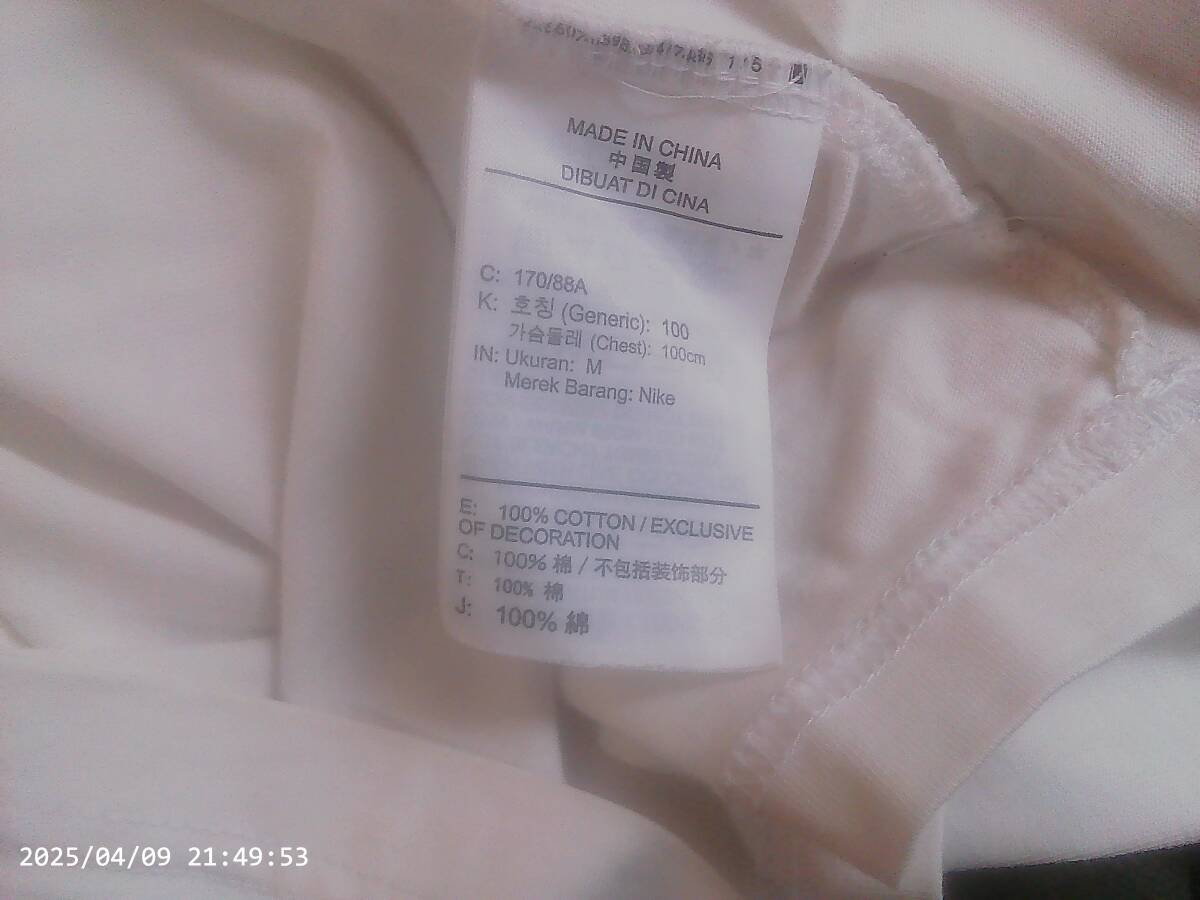 MADE IN CHINA
中国製
DIBUAT DI CINA
C: 170/88A
K: 호칭 (Generic): 100
가슴둘레 (Chest): 100cm
IN: Ukuran: M
Merek Barang: Nike
E: 100% COTTON / EXCLUSIVE
OF DECORATION
C: 100% 棉 / 不包括装饰部分
T: 100% 棉
J: 100% 綿
2025/04/09 21:49:53